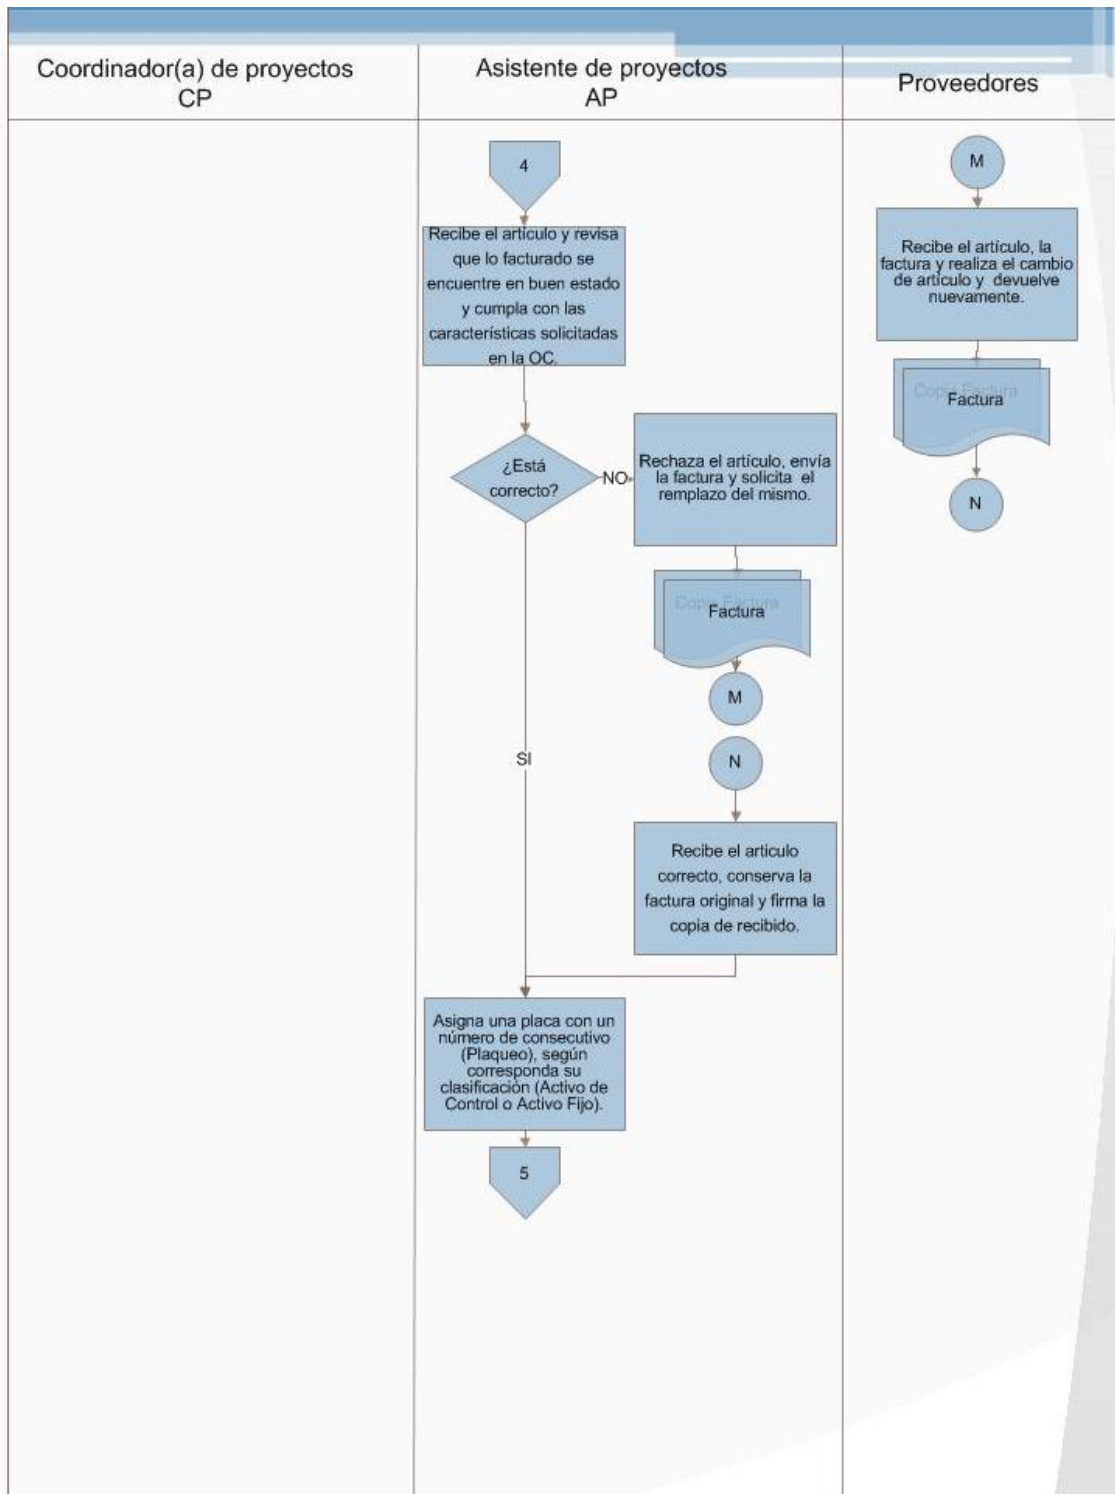 Coordinador(a) de proyectos
CP
Asistente de proyectos
AP
Proveedores
4
Recibe el artículo y revisa
que lo facturado se
encuentre en buen estado
y cumpla con las
características solicitadas
en la OC.
¿Está
correcto?
NO
Rechaza el artículo, envía
la factura y solicita el
remplazo del mismo.
Copia Factura
Factura
M
N
SI
Recibe el articulo
correcto, conserva la
factura original y firma la
copia de recibido.
Asigna una placa con un
número de consecutivo
(Plaqueo), según
corresponda su
clasificación (Activo de
Control o Activo Fijo).
5
M
Recibe el artículo, la
factura y realiza el cambio
de artículo y devuelve
nuevamente.
Copia Factura
Factura
N